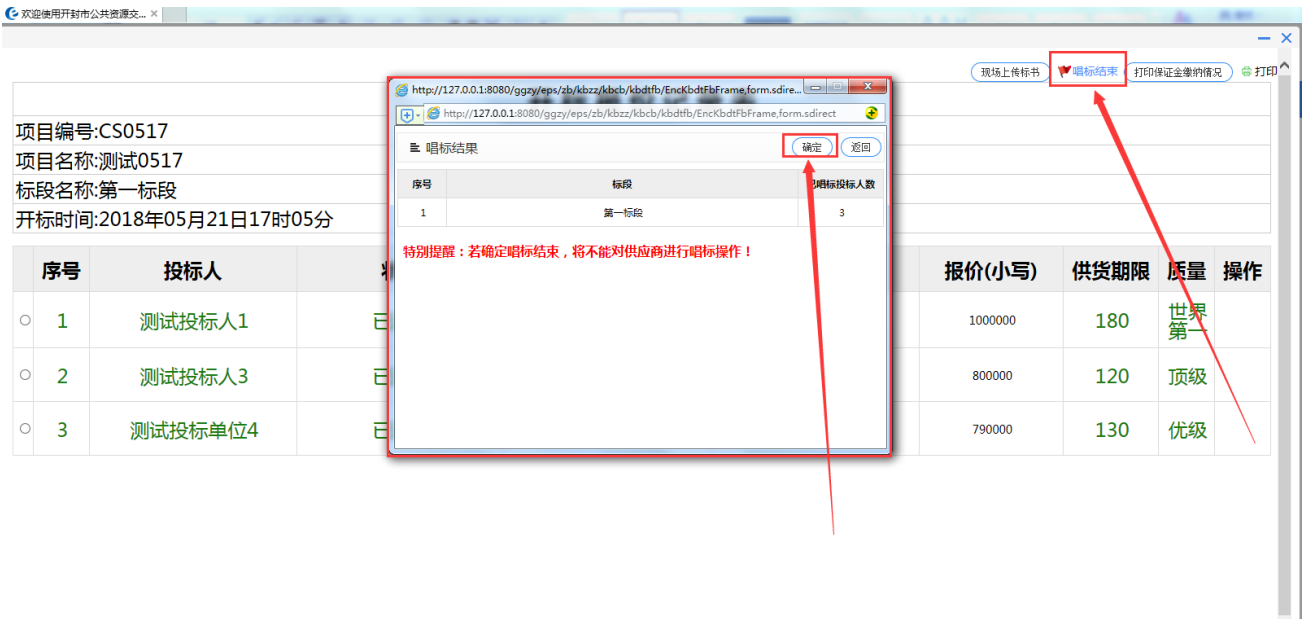 欢迎使用开封市公共资源交...
现场上传标书
唱标结束
打印保证金缴纳情况
打印
项目编号:CS0517
项目名称:测试0517
标段名称:第一标段
开标时间:2018年05月21日17时05分
http://127.0.0.1:8080/ggzy/eps/zb/kbzz/kbcb/kbdtfb/EncKbdtFbFrame,form.sdire...
http://127.0.0.1:8080/ggzy/eps/zb/kbzz/kbcb/kbdtfb/EncKbdtFbFrame,form.sdirect
唱标结果
确定
返回
序号 标段 唱标投标人数
1 第一标段 3
特别提醒：若确定唱标结束，将不能对供应商进行唱标操作！
序号 投标人 报价(小写) 供货期限 质量 操作
1 测试投标人1 1000000 180 世界第一
2 测试投标人3 800000 120 顶级
3 测试投标单位4 790000 130 优级